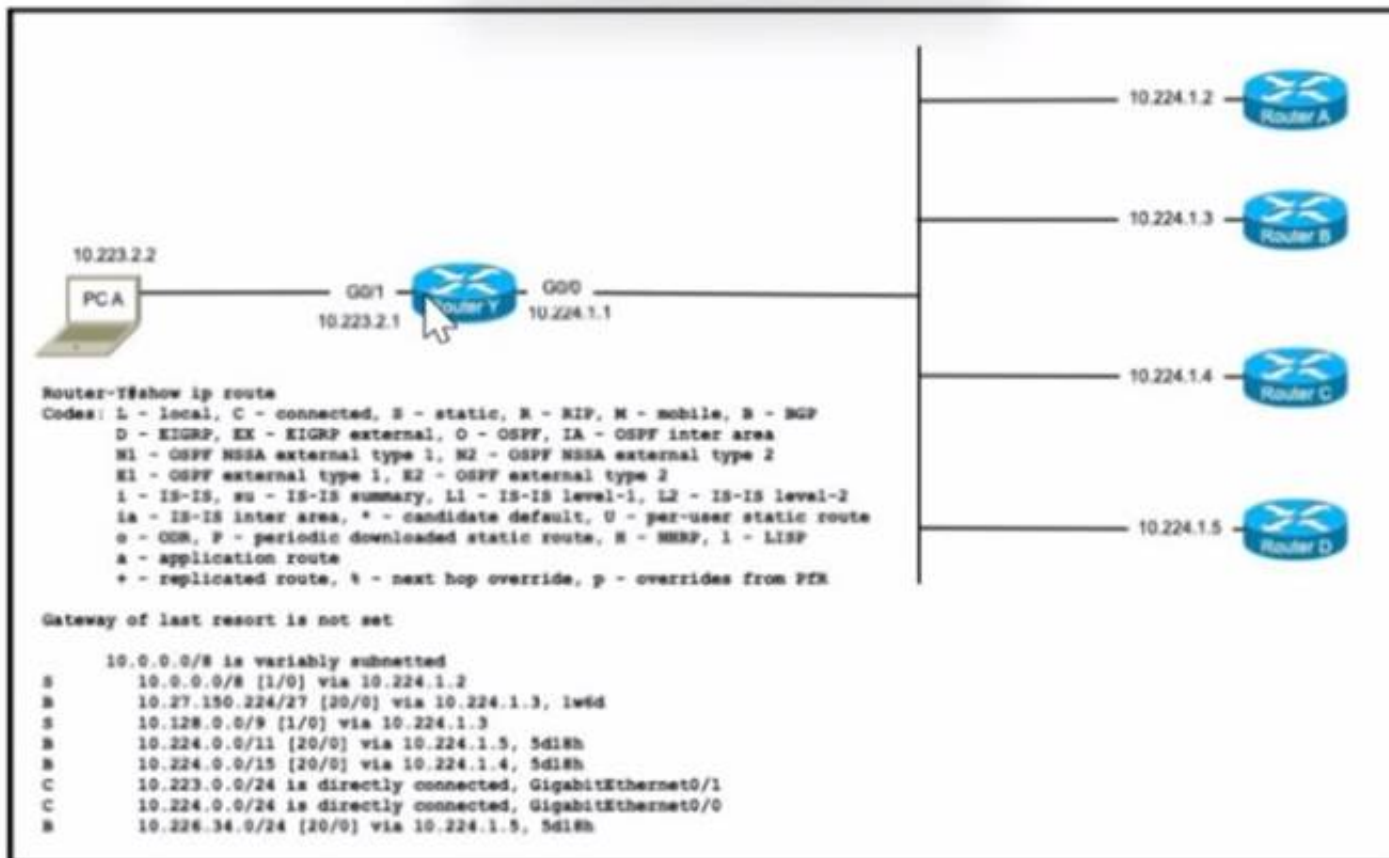 10.224.1.2
Router A
10.224.1.3
Router B
10.223.2.2
PC A
G0/1
Router Y
G0/0
10.223.2.1
10.224.1.1
10.224.1.4
Router C
10.224.1.5
Router D
Router-Y#show ip route
Codes: L - local, C - connected, S - static, R - RIP, M - mobile, B - BGP
D - EIGRP, EX - EIGRP external, O - OSPF, IA - OSPF inter area
N1 - OSPF NSSA external type 1, N2 - OSPF NSSA external type 2
E1 - OSPF external type 1, E2 - OSPF external type 2
i - IS-IS, su - IS-IS summary, L1 - IS-IS level-1, L2 - IS-IS level-2
ia - IS-IS inter area, * - candidate default, U - per-user static route
o - ODR, P - periodic downloaded static route, H - NHRP, l - LISP
a - application route
+ - replicated route, % - next hop override, p - overrides from PfR
Gateway of last resort is not set
10.0.0.0/8 is variably subnetted
S 10.0.0.0/8 [1/0] via 10.224.1.2
B 10.27.150.224/27 [20/0] via 10.224.1.3, 1w6d
S 10.128.0.0/9 [1/0] via 10.224.1.3
B 10.224.0.0/11 [20/0] via 10.224.1.5, 5d18h
B 10.224.0.0/15 [20/0] via 10.224.1.4, 5d18h
C 10.223.0.0/24 is directly connected, GigabitEthernet0/1
C 10.224.0.0/24 is directly connected, GigabitEthernet0/0
B 10.226.34.0/24 [20/0] via 10.224.1.5, 5d18h